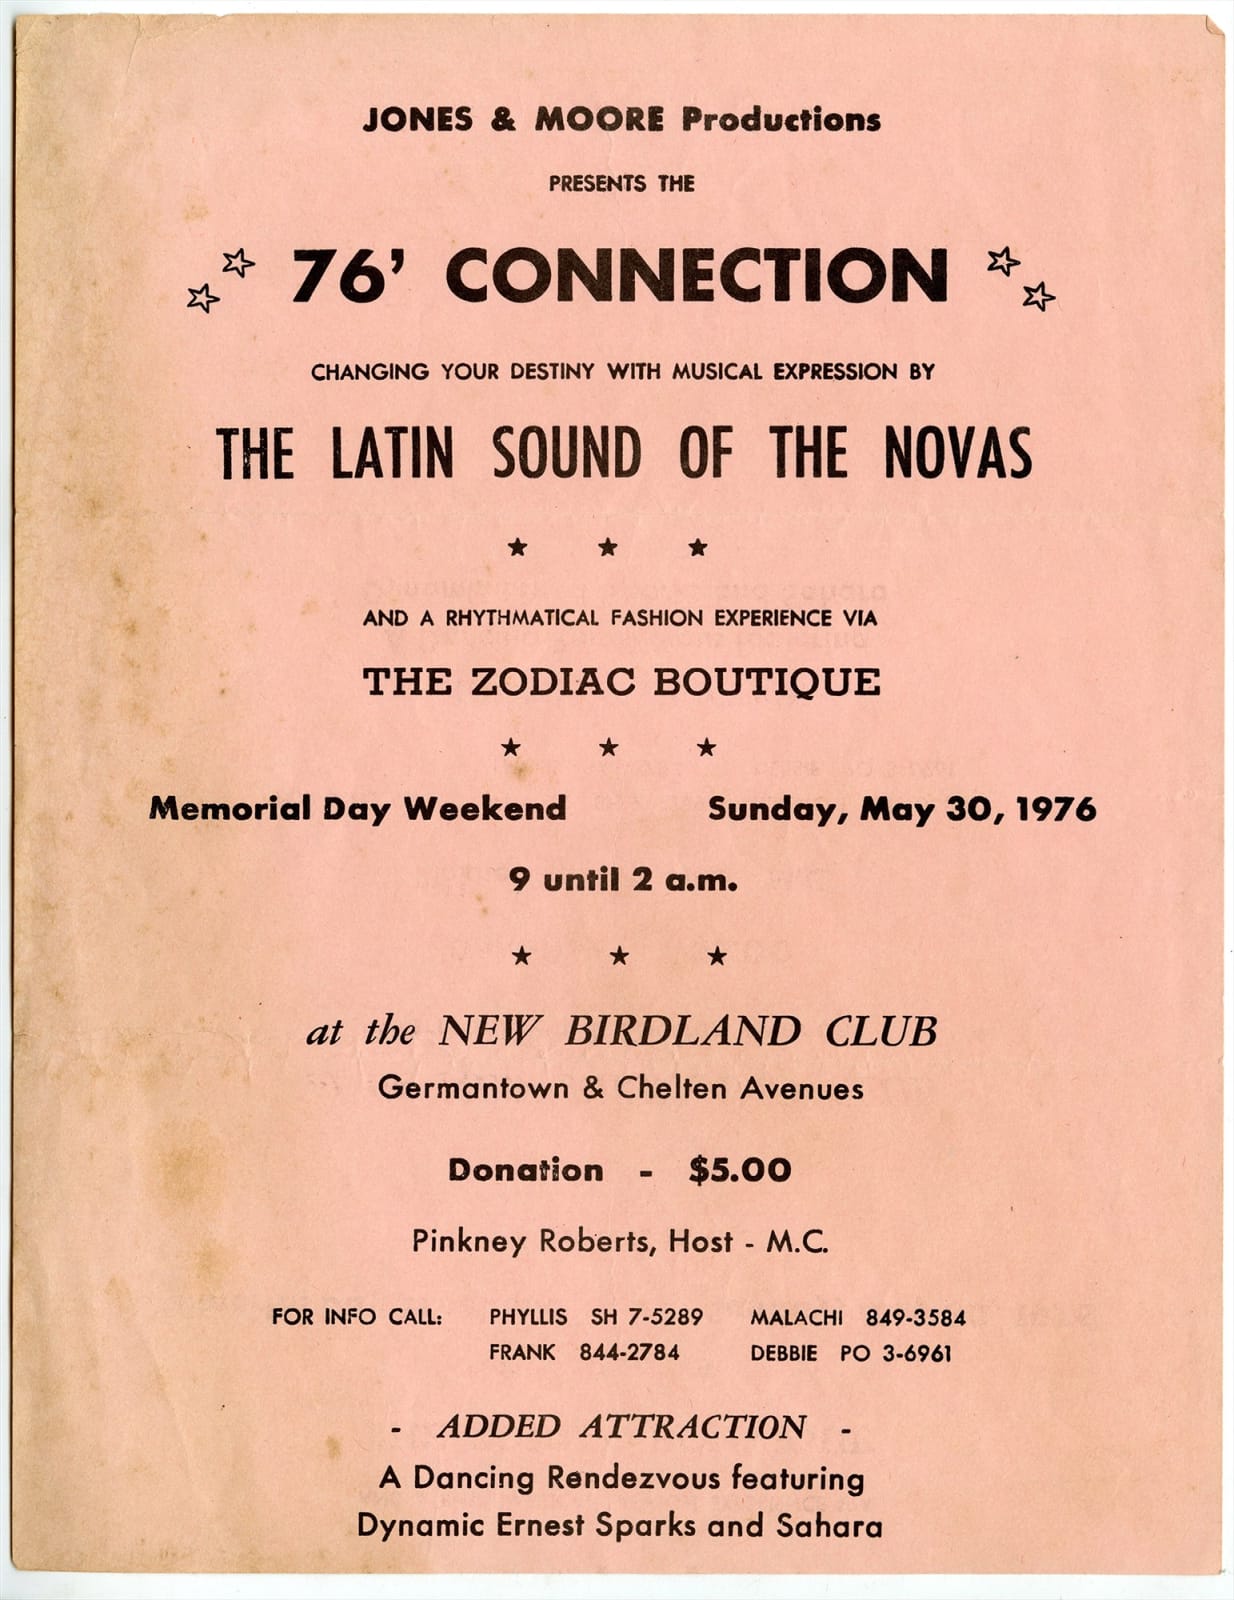 JONES & MOORE Productions
PRESENTS THE
76' CONNECTION
CHANGING YOUR DESTINY WITH MUSICAL EXPRESSION BY
THE LATIN SOUND OF THE NOVAS
AND A RHYTHMATICAL FASHION EXPERIENCE VIA
THE ZODIAC BOUTIQUE
Memorial Day Weekend Sunday, May 30, 1976
9 until 2 a.m.
at the NEW BIRDLAND CLUB
Germantown & Chelten Avenues
Donation - $5.00
Pinkney Roberts, Host - M.C.
FOR INFO CALL: PHYLLIS SH 7-5289 MALACHI 849-3584
FRANK 844-2784 DEBBIE PO 3-6961
- ADDED ATTRACTION -
A Dancing Rendezvous featuring
Dynamic Ernest Sparks and Sahara